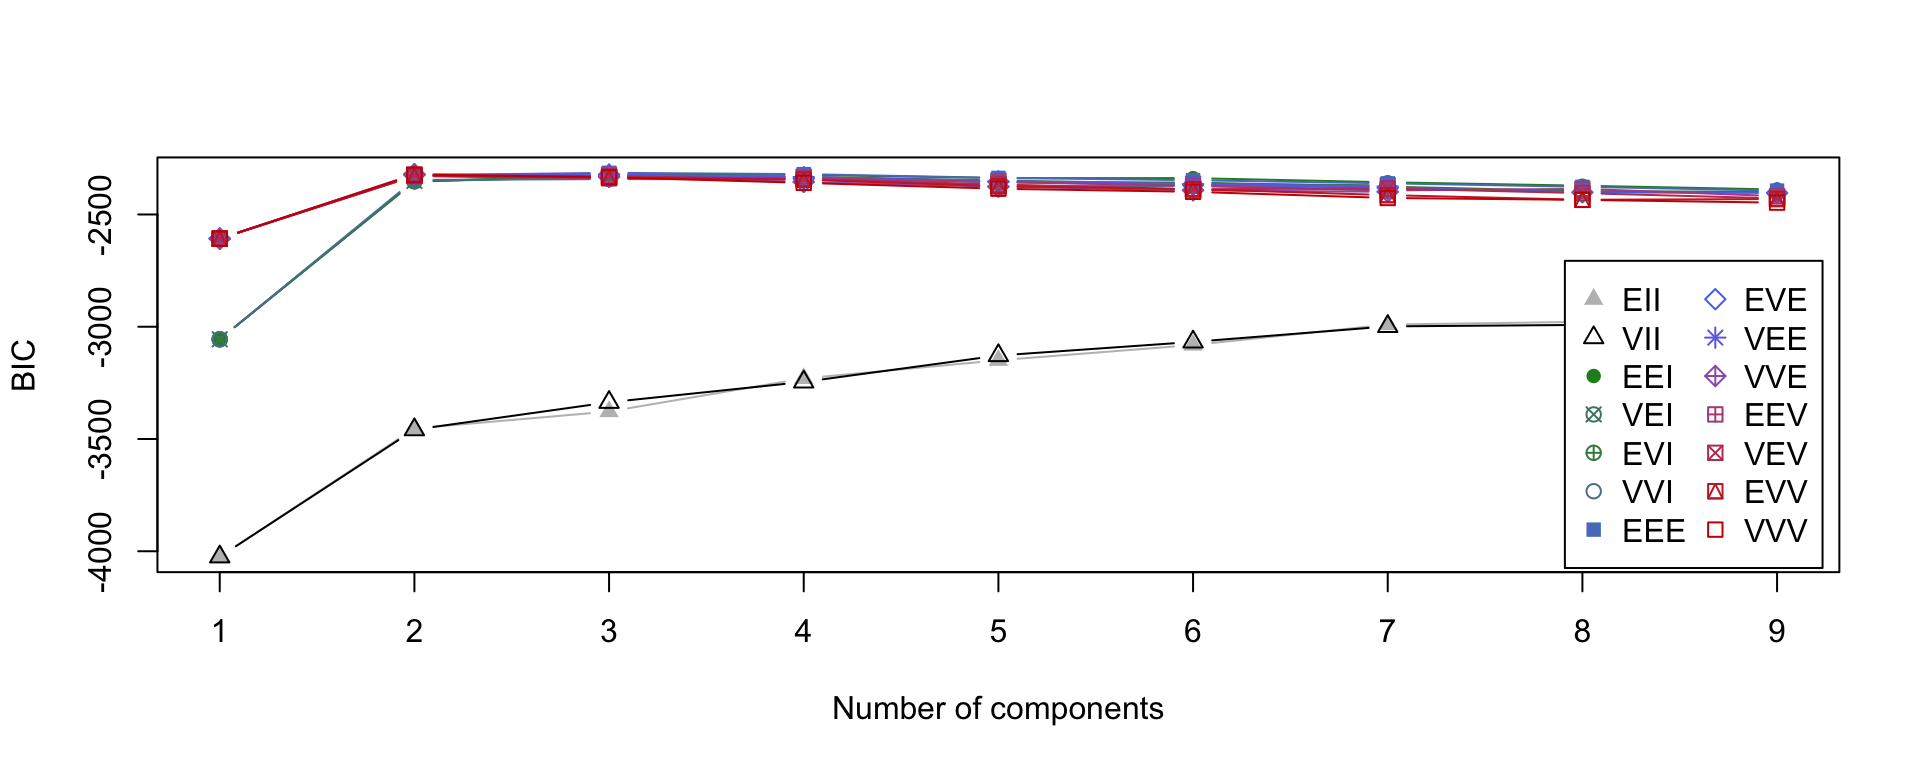 BIC
-2500
-3000
-3500
-4000
1 2 3 4 5 6 7 8 9
Number of components
EII EVE
VII VEE
EEI VVE
VEI EEV
EVI VEV
VVI EVV
EEE VVV